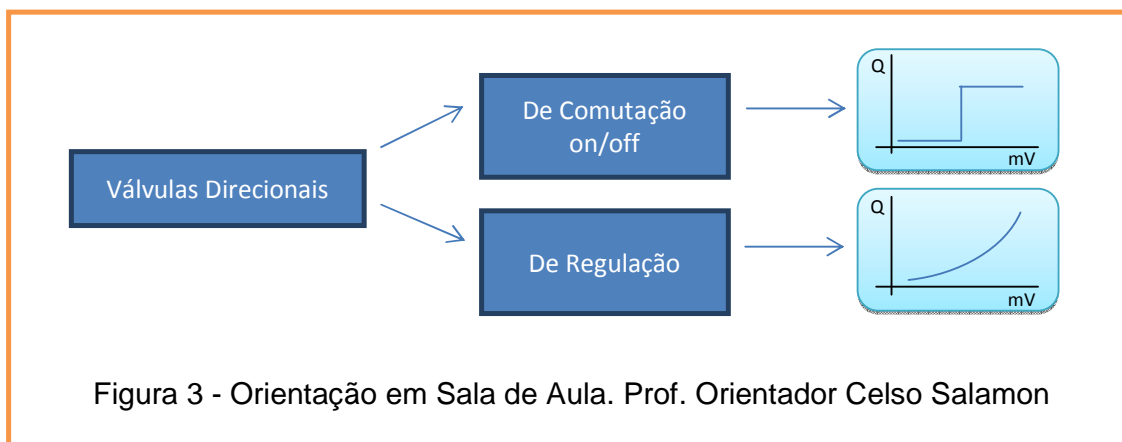 Válvulas Direcionais
De Comutação
on/off
Q
mV
De Regulação
Q
mV
Figura 3 - Orientação em Sala de Aula. Prof. Orientador Celso Salamon